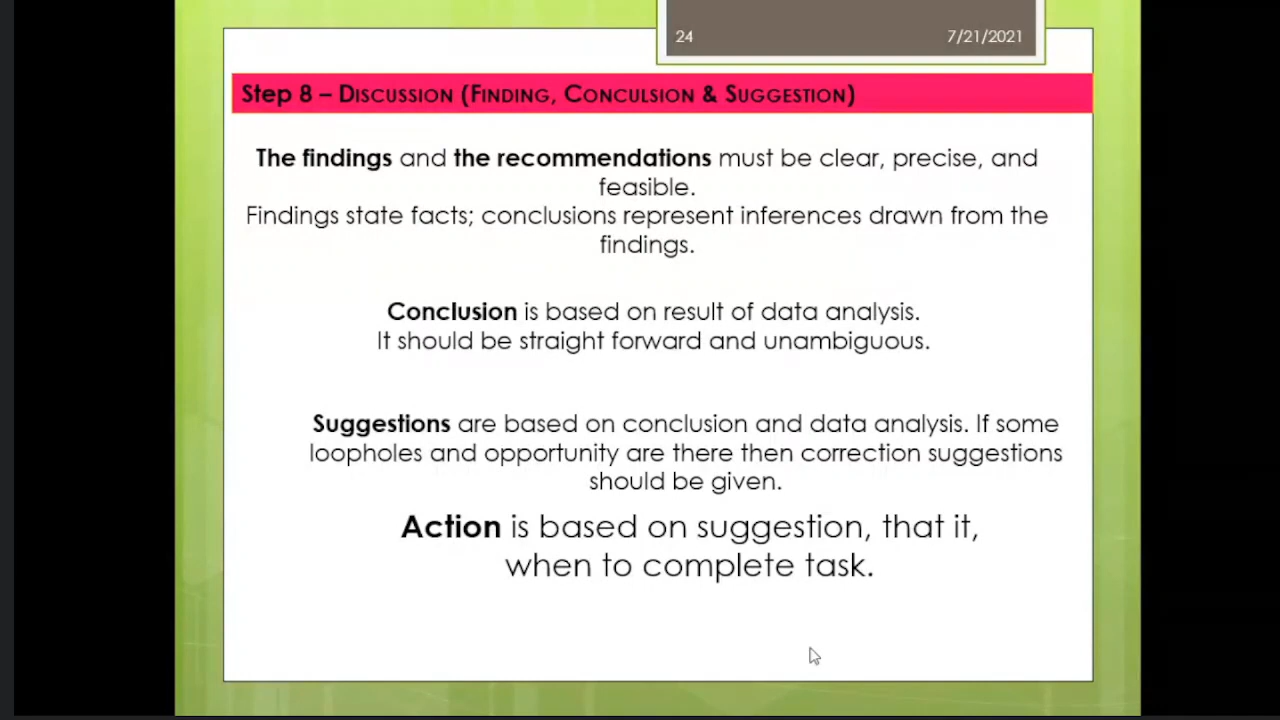 24 7/21/2021
Step 8 – Discussion (Finding, Conculsion & Suggestion)
The findings and the recommendations must be clear, precise, and
feasible.
Findings state facts; conclusions represent inferences drawn from the
findings.
Conclusion is based on result of data analysis.
It should be straight forward and unambiguous.
Suggestions are based on conclusion and data analysis. If some
loopholes and opportunity are there then correction suggestions
should be given.
Action is based on suggestion, that it,
when to complete task.